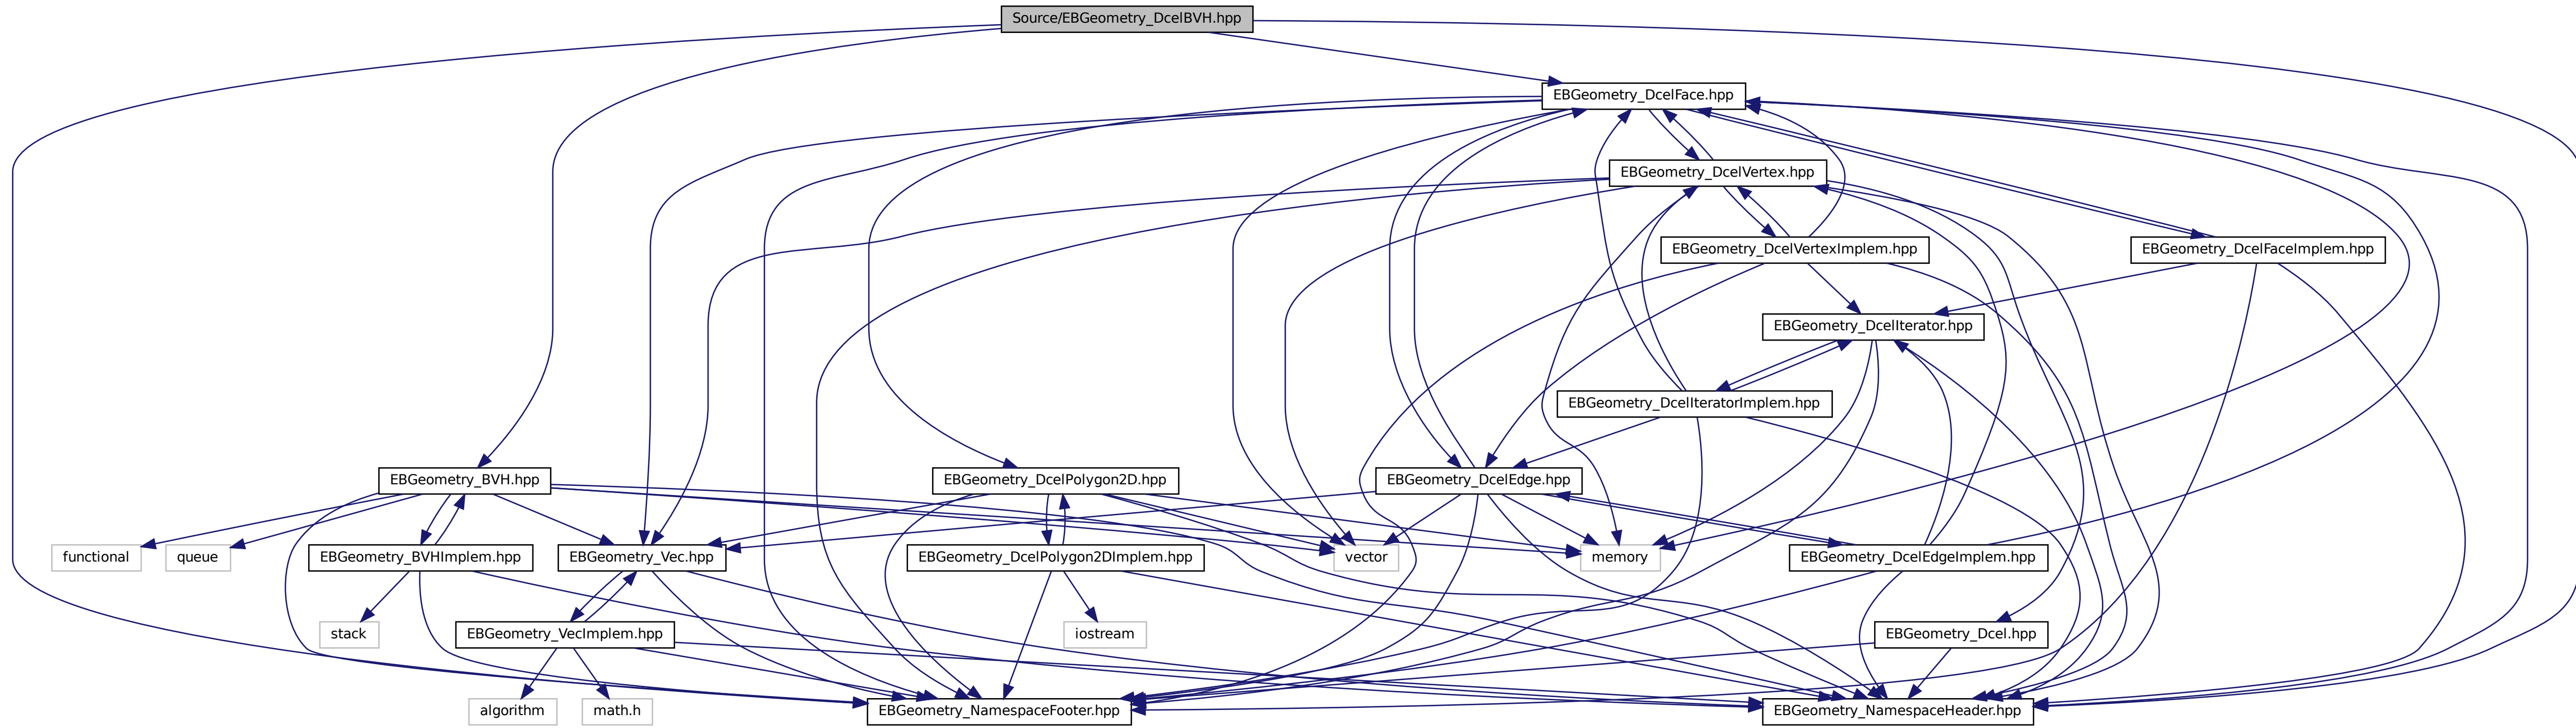 Source/EBGeometry_DcelBVH.hpp
EBGeometry_DcelFace.hpp
EBGeometry_DcelVertex.hpp
EBGeometry_DcelVertexImplem.hpp
EBGeometry_DcelFaceImplem.hpp
EBGeometry_DcelIterator.hpp
EBGeometry_DcelIteratorImplem.hpp
EBGeometry_BVH.hpp
EBGeometry_DcelPolygon2D.hpp
EBGeometry_DcelEdge.hpp
functional
queue
EBGeometry_BVHImplem.hpp
EBGeometry_Vec.hpp
EBGeometry_DcelPolygon2DImplem.hpp
vector
memory
EBGeometry_DcelEdgeImplem.hpp
stack
EBGeometry_VecImplem.hpp
iostream
EBGeometry_Dcel.hpp
algorithm
math.h
EBGeometry_NamespaceFooter.hpp
EBGeometry_NamespaceHeader.hpp